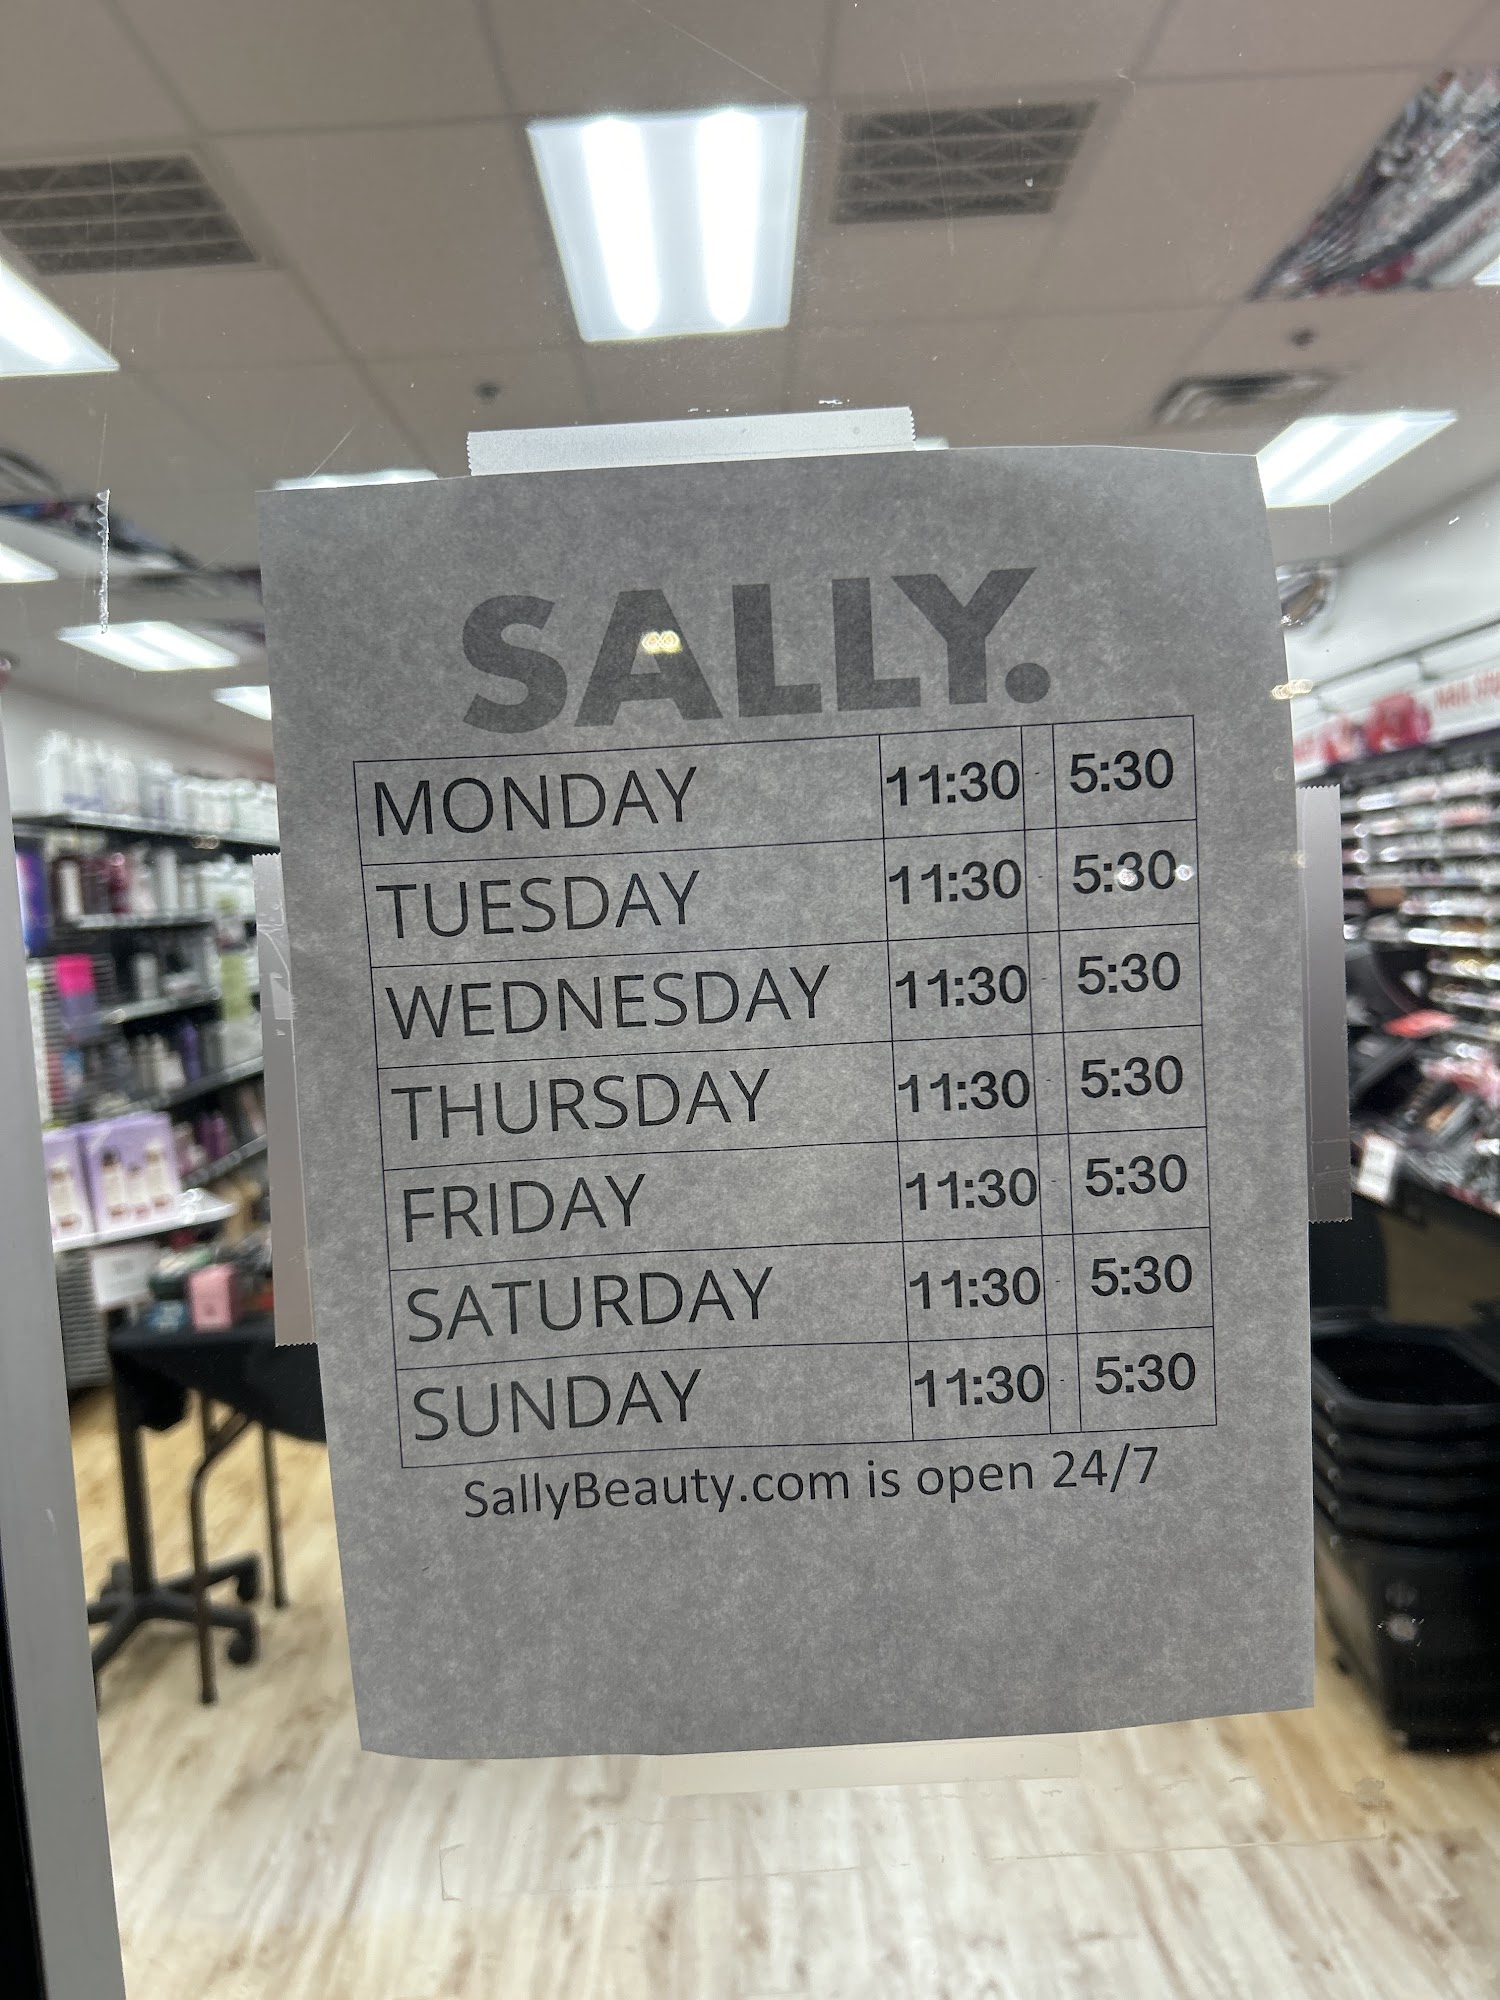 SALLY.
MONDAY 11:30 - 5:30
TUESDAY 11:30 - 5:30
WEDNESDAY 11:30 - 5:30
THURSDAY 11:30 - 5:30
FRIDAY 11:30 - 5:30
SATURDAY 11:30 - 5:30
SUNDAY 11:30 - 5:30
SallyBeauty.com is open 24/7